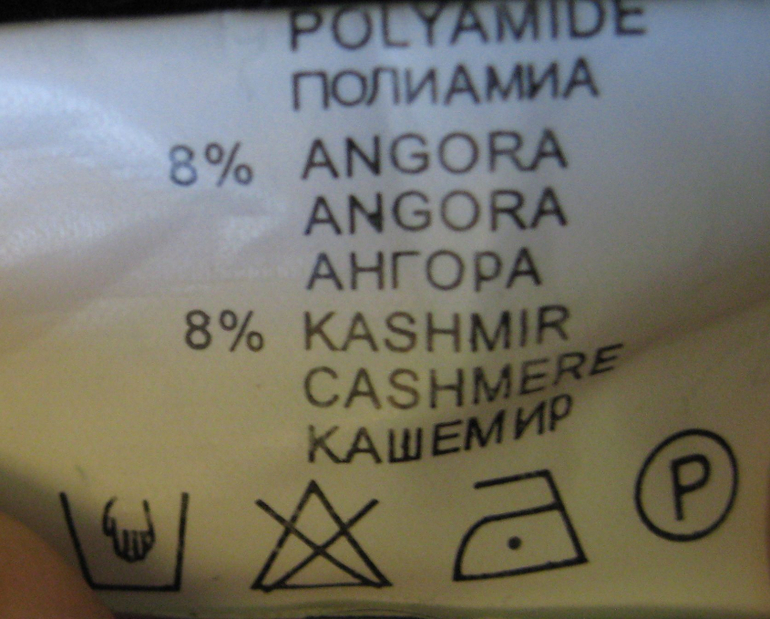 POLYAMIDE
ПОЛИАМИА
8% ANGORA
ANGORA
АНГОРА
8% KASHMIR
CASHMERE
КАШЕМИР
P